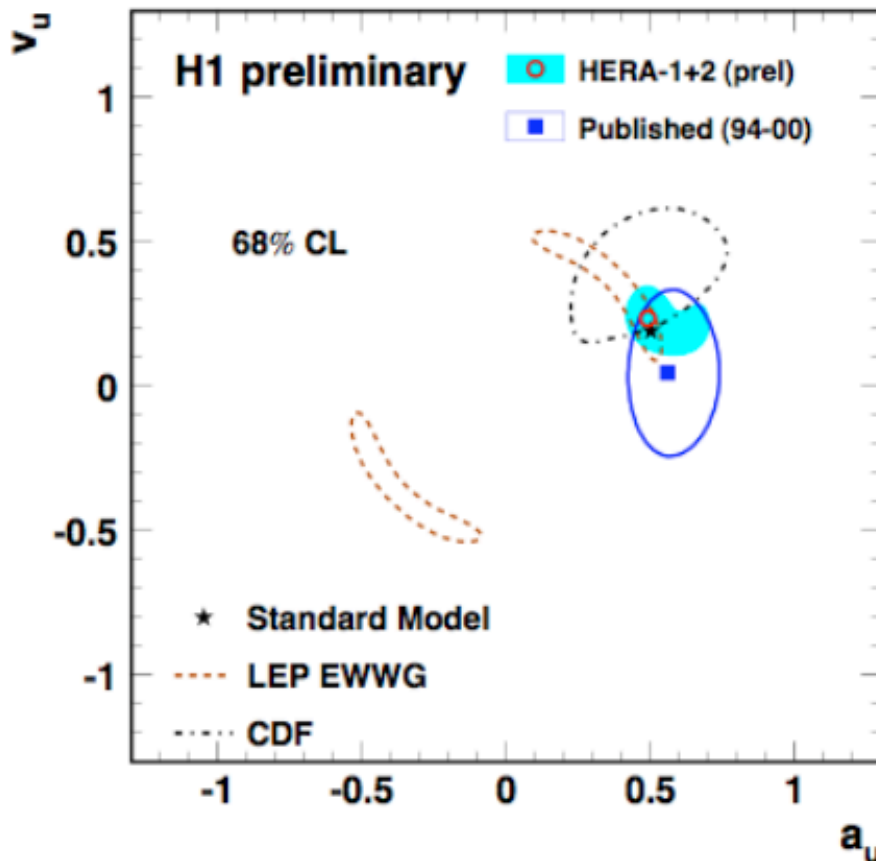 v_u
H1 preliminary
HERA-1+2 (prel)
Published (94-00)
1
0.5
68% CL
0
-0.5
Standard Model
-1
LEP EWWG
CDF
-1 -0.5 0 0.5 1
a_u